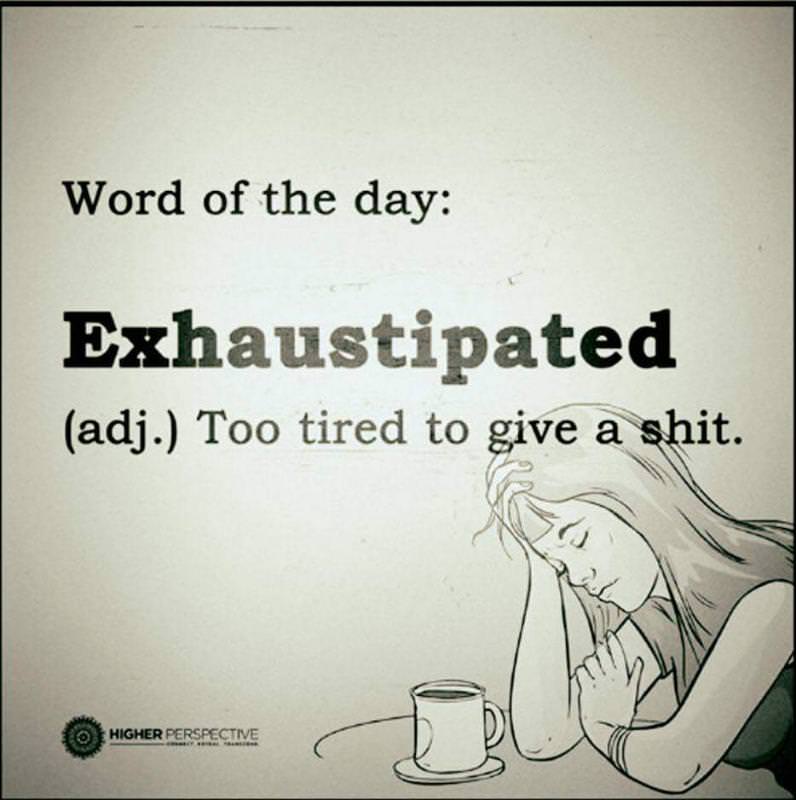 Word of the day:
Exhaustipated
(adj.) Too tired to give a shit.
HIGHER PERSPECTIVE